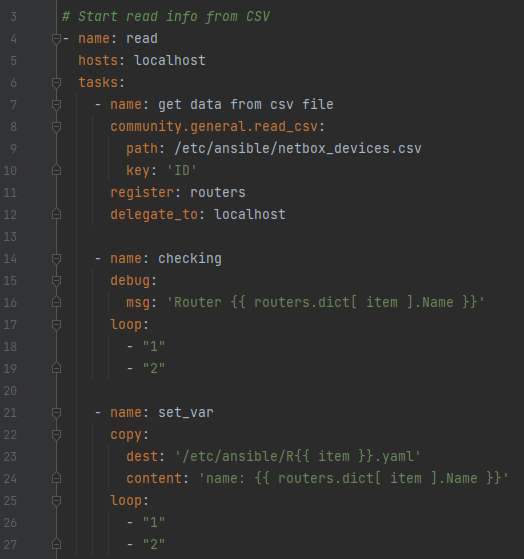 3 # Start read info from CSV
4 - name: read
5 hosts: localhost
6 tasks:
7 - name: get data from csv file
8 community.general.read_csv:
9 path: /etc/ansible/netbox_devices.csv
10 key: 'ID'
11 register: routers
12 delegate_to: localhost
13
14 - name: checking
15 debug:
16 msg: 'Router {{ routers.dict[ item ].Name }}'
17 loop:
18 - "1"
19 - "2"
20
21 - name: set_var
22 copy:
23 dest: '/etc/ansible/R{{ item }}.yaml'
24 content: 'name: {{ routers.dict[ item ].Name }}'
25 loop:
26 - "1"
27 - "2"